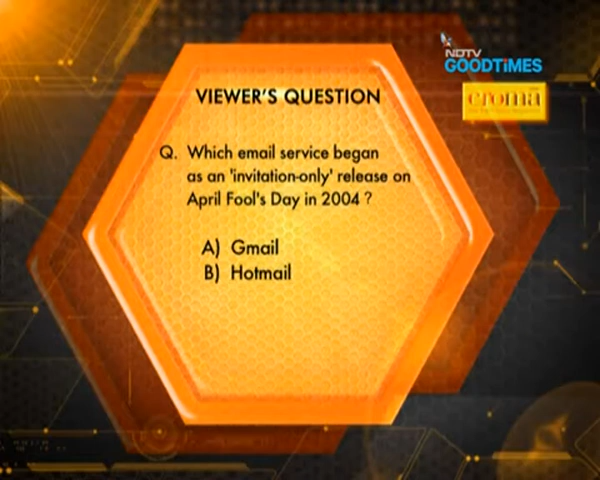 NDTV
GOODTiMES
croma
VIEWER'S QUESTION
Q. Which email service began
as an 'invitation-only' release on
April Fool's Day in 2004 ?
A) Gmail
B) Hotmail